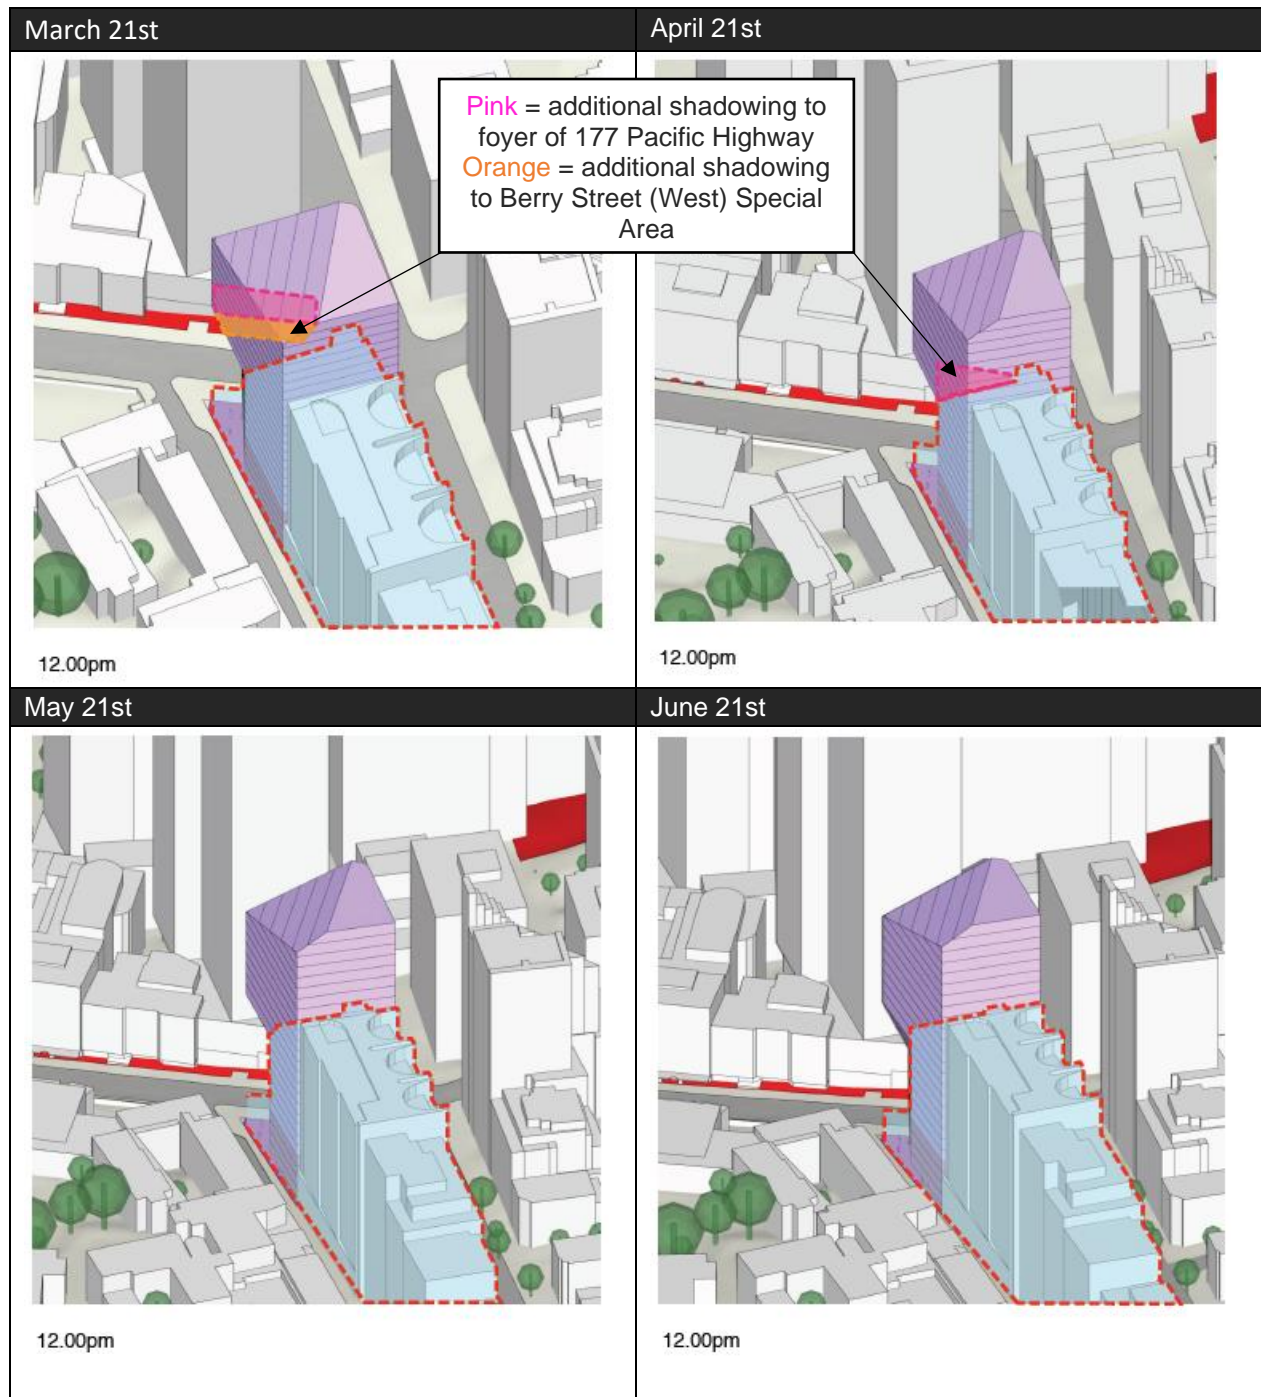 March 21st
April 21st
Pink = additional shadowing to
foyer of 177 Pacific Highway
Orange = additional shadowing
to Berry Street (West) Special
Area
12.00pm
12.00pm
May 21st
June 21st
12.00pm
12.00pm